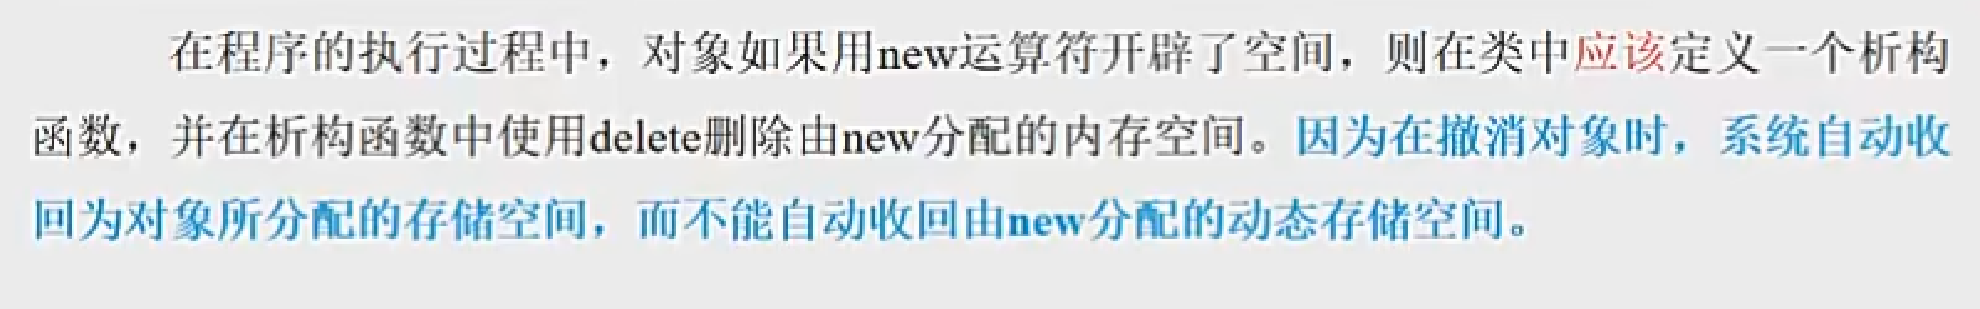 在程序的执行过程中，对象如果用new运算符开辟了空间，则在类中应该定义一个析构
函数，并在析构函数中使用delete删除由new分配的内存空间。因为在撤消对象时，系统自动收
回为对象所分配的存储空间，而不能自动收回由new分配的动态存储空间。